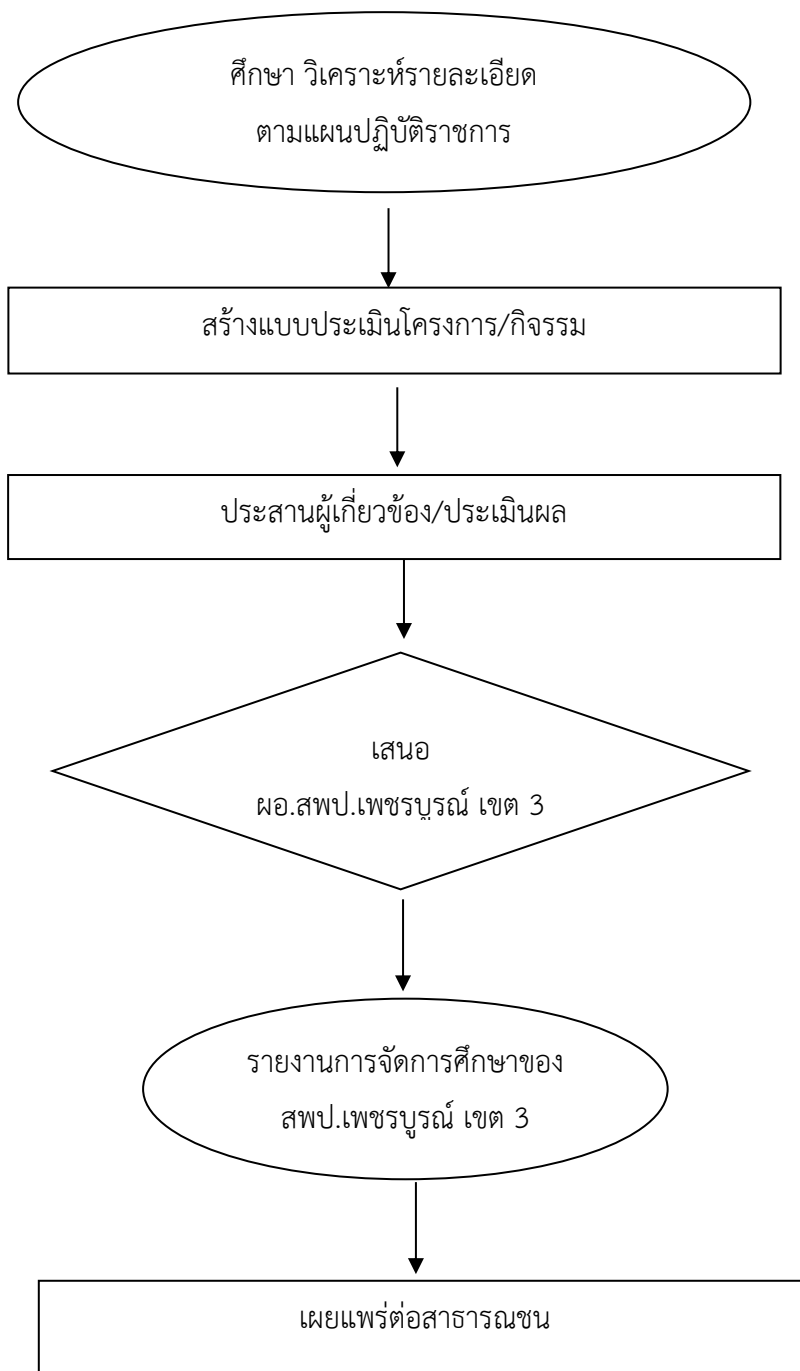 ศึกษา วิเคราะห์รายละเอียด
ตามแผนปฏิบัติราชการ
สร้างแบบประเมินโครงการ/กิจรรม
ประสานผู้เกี่ยวข้อง/ประเมินผล
เสนอ
ผอ.สพป.เพชรบูรณ์ เขต 3
รายงานการจัดการศึกษาของ
สพป.เพชรบูรณ์ เขต 3
เผยแพร่ต่อสาธารณชน